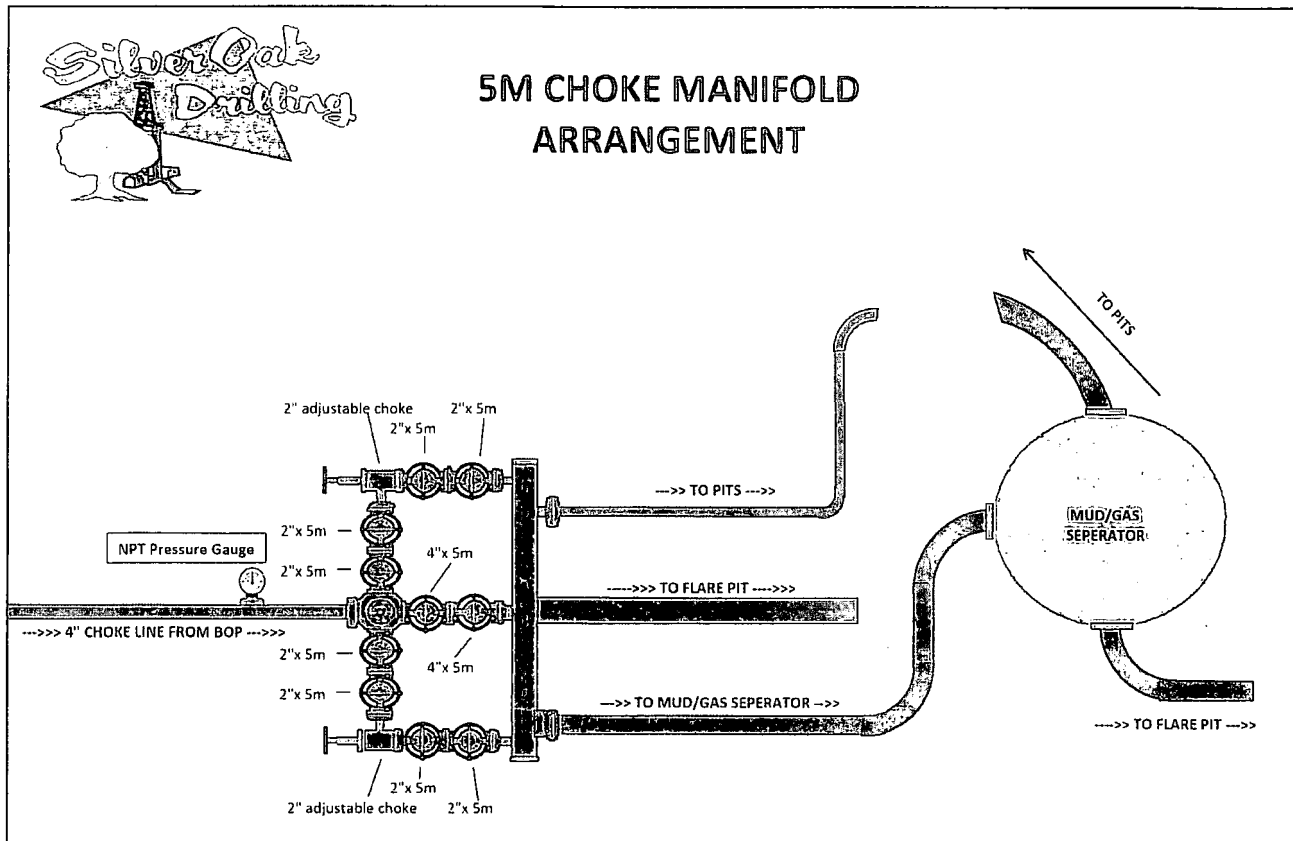 SilverOak
Drilling
5M CHOKE MANIFOLD
ARRANGEMENT
TO PITS
2" adjustable choke
2"x 5m
2"x 5m
--->> TO PITS --->>
MUD/GAS
SEPERATOR
2"x 5m
NPT Pressure Gauge
2"x 5m
4"x 5m
----->>> TO FLARE PIT ---->>>
--->>> 4" CHOKE LINE FROM BOP --->>>
2"x 5m
4"x 5m
2"x 5m
--->> TO MUD/GAS SEPERATOR -->>
---->> TO FLARE PIT --->>
2"x 5m
2" adjustable choke
2"x 5m